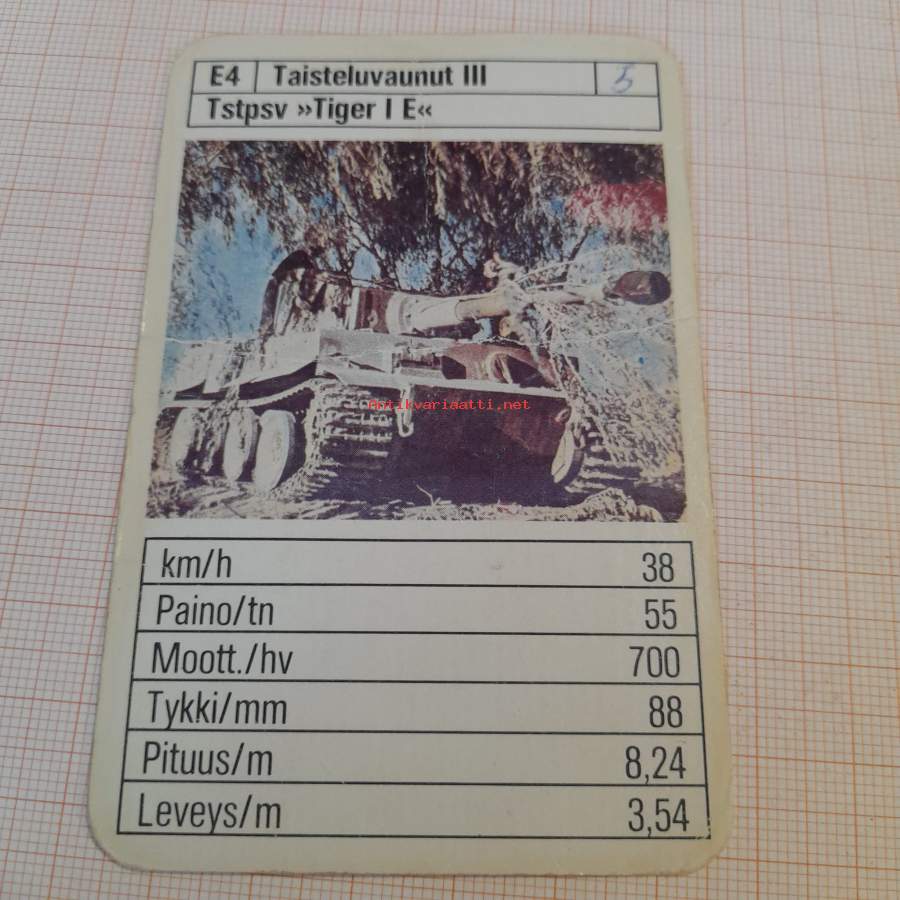 E4 Taisteluvaunut III 5
Tstpsv »Tiger I E«
Antikvariaatti.net
km/h 38
Paino/tn 55
Moott./hv 700
Tykki/mm 88
Pituus/m 8,24
Leveys/m 3,54